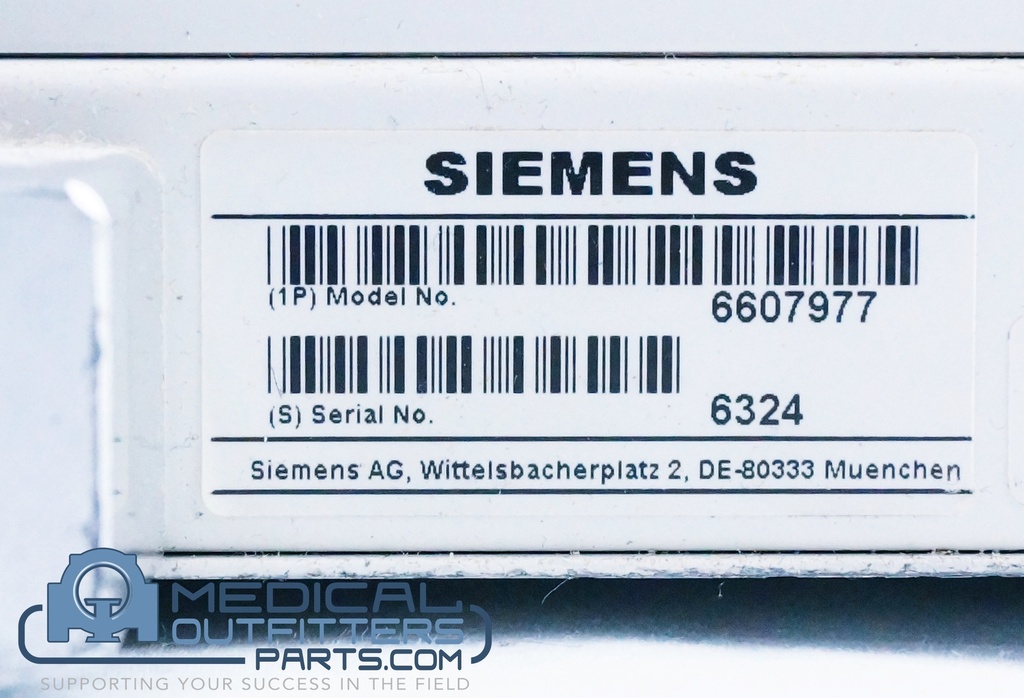 SIEMENS
(1P) Model No. 6607977
(S) Serial No. 6324
Siemens AG, Wittelsbacherplatz 2, DE-80333 Muenchen
MEDICAL
OUTFITTERS
PARTS.COM
SUPPORTING YOUR SUCCESS IN THE FIELD